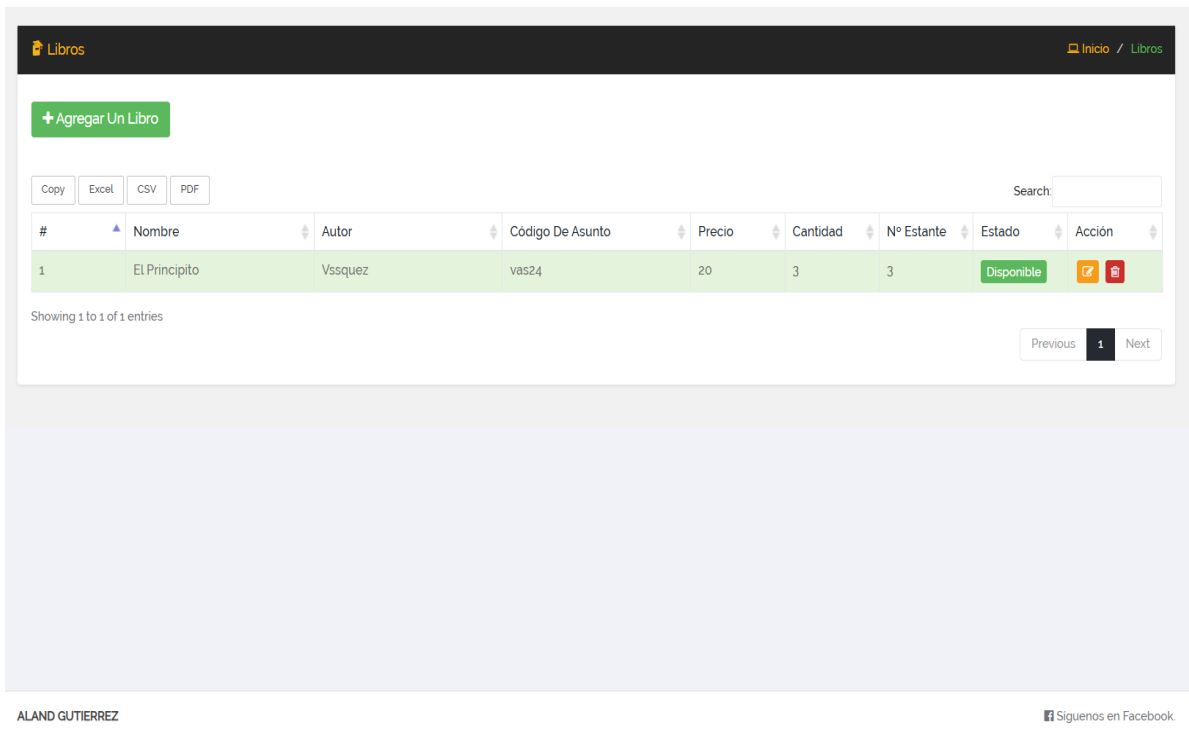 Libros
Inicio / Libros
Agregar Un Libro
Copy Excel CSV PDF
Search:
# Nombre Autor Código De Asunto Precio Cantidad Nº Estante Estado Acción
1 El Principito Vssquez vas24 20 3 3 Disponible
Showing 1 to 1 of 1 entries
Previous 1 Next
ALAND GUTIERREZ
Siguenos en Facebook.